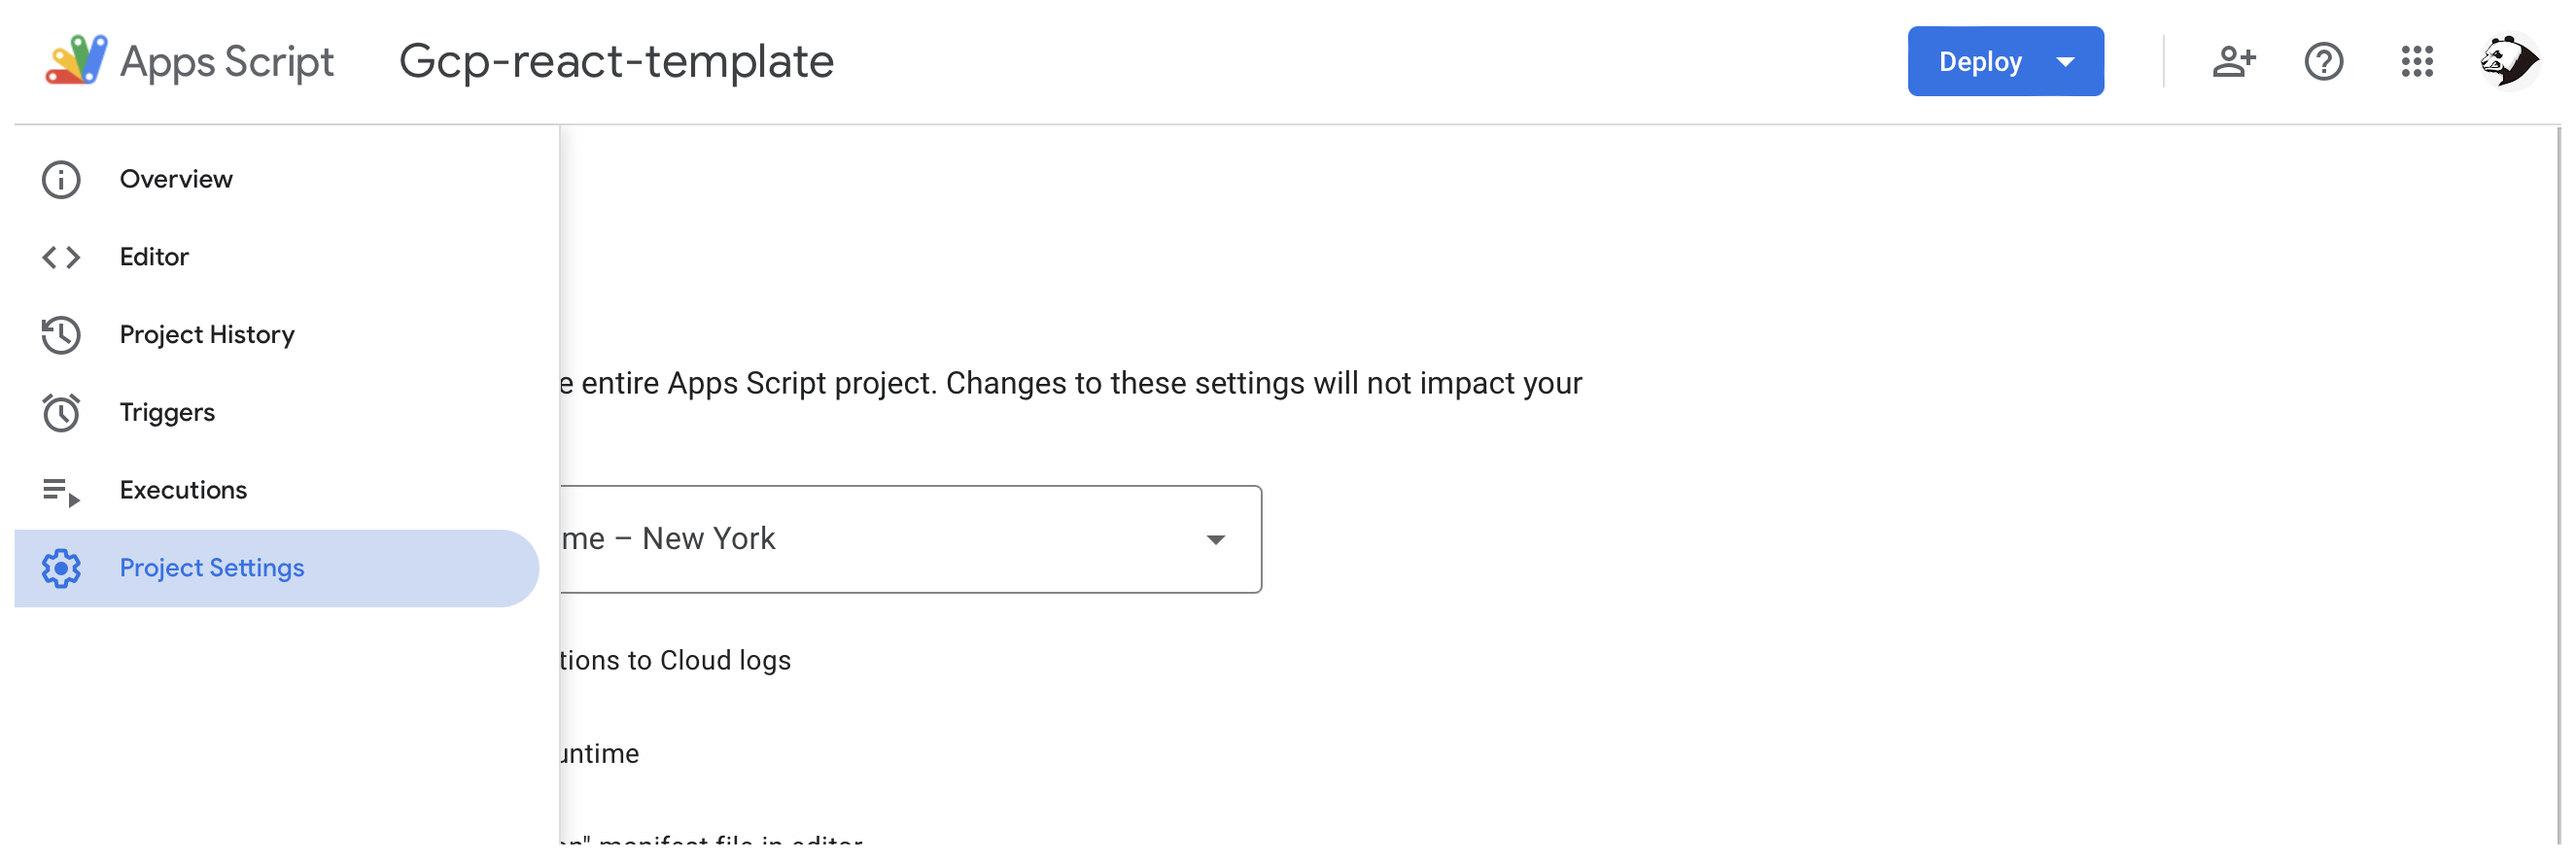 Apps Script
Gcp-react-template
Deploy
Overview
Editor
Project History
Triggers
Executions
Project Settings
e entire Apps Script project. Changes to these settings will not impact your
me – New York
tions to Cloud logs
untime
" manifest file in editor